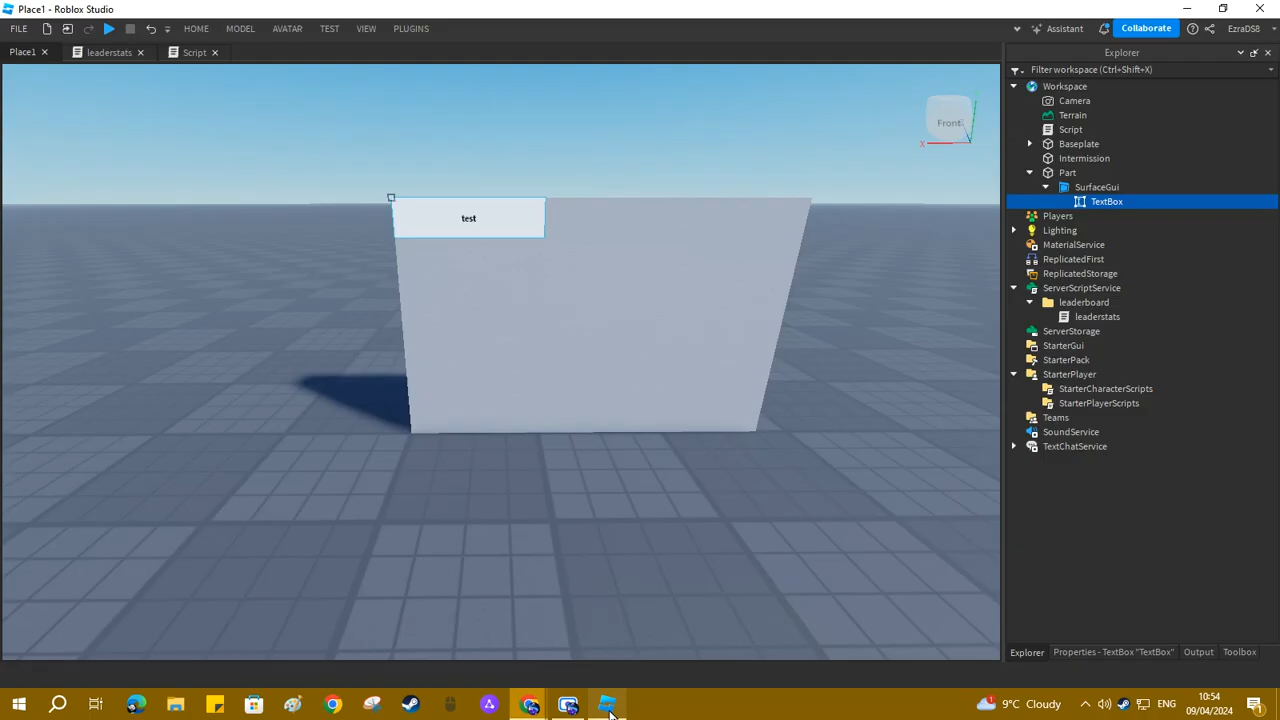 Place1 - Roblox Studio
FILE HOME MODEL AVATAR TEST VIEW PLUGINS Assistant Collaborate EzraDS8
Place1 leaderstats Script
Explorer
Filter workspace (Ctrl+Shift+X)
Workspace
Camera
Terrain
Script
Baseplate
Intermission
Part
SurfaceGui
TextBox
Players
Lighting
MaterialService
ReplicatedFirst
ReplicatedStorage
ServerScriptService
leaderboard
leaderstats
ServerStorage
StarterGui
StarterPack
StarterPlayer
StarterCharacterScripts
StarterPlayerScripts
Teams
SoundService
TextChatService
Front
X
test
Explorer Properties - TextBox "TextBox" Output Toolbox
9°C Cloudy ENG 10:54
09/04/2024